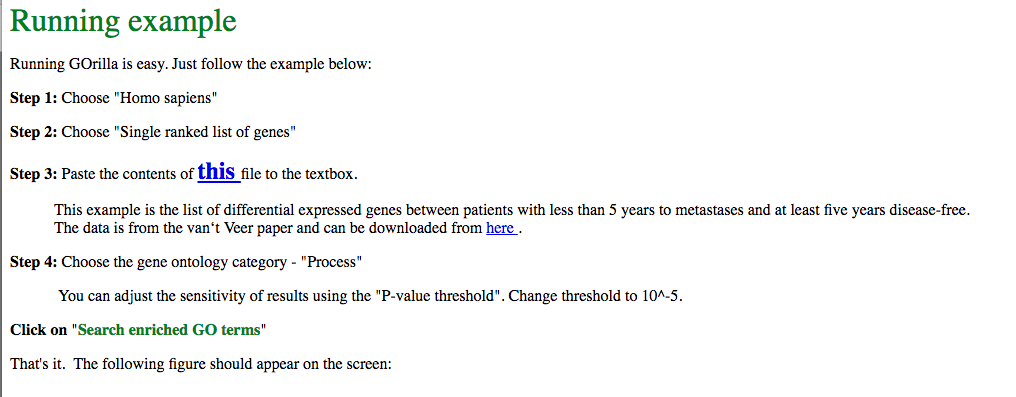 Running example
Running GOrilla is easy. Just follow the example below:
Step 1: Choose "Homo sapiens"
Step 2: Choose "Single ranked list of genes"
Step 3: Paste the contents of this file to the textbox.
This example is the list of differential expressed genes between patients with less than 5 years to metastases and at least five years disease-free.
The data is from the van‘t Veer paper and can be downloaded from here .
Step 4: Choose the gene ontology category - "Process"
You can adjust the sensitivity of results using the "P-value threshold". Change threshold to 10^-5.
Click on "Search enriched GO terms"
That's it.  The following figure should appear on the screen: